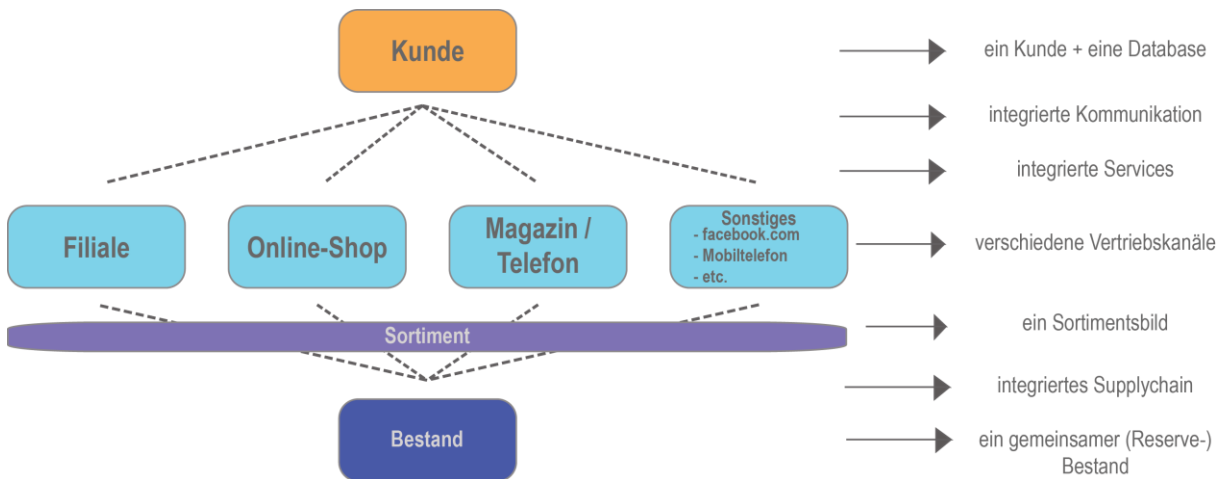 Kunde
ein Kunde + eine Database
integrierte Kommunikation
integrierte Services
Filiale
Online-Shop
Magazin /
Telefon
Sonstiges
- facebook.com
- Mobiltelefon
- etc.
verschiedene Vertriebskanäle
Sortiment
ein Sortimentsbild
integriertes Supplychain
Bestand
ein gemeinsamer (Reserve-)
Bestand